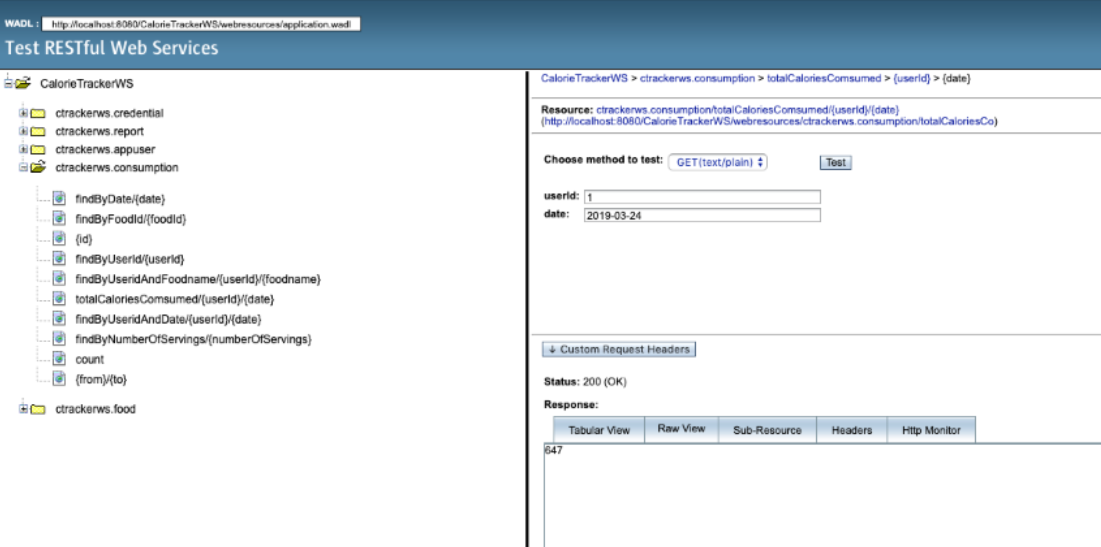 WADL : http://localhost:8080/CalorieTrackerWS/webresources/application.wadl
Test RESTful Web Services
CalorieTrackerWS
ctrackerws.credential
ctrackerws.report
ctrackerws.appuser
ctrackerws.consumption
findByDate/{date}
findByFoodId/{foodId}
{id}
findByUserId/{userId}
findByUseridAndFoodname/{userId}/{foodname}
totalCaloriesComsumed/{userId}/{date}
findByUseridAndDate/{userId}/{date}
findByNumberOfServings/{numberOfServings}
count
{from}/{to}
ctrackerws.food
CalorieTrackerWS > ctrackerws.consumption > totalCaloriesComsumed > {userId} > {date}
Resource: ctrackerws.consumption/totalCaloriesComsumed/{userId}/{date}
(http://localhost:8080/CalorieTrackerWS/webresources/ctrackerws.consumption/totalCaloriesCo)
Choose method to test: GET(text/plain) Test
userId: 1
date: 2019-03-24
↓ Custom Request Headers
Status: 200 (OK)
Response:
Tabular View Raw View Sub-Resource Headers Http Monitor
647